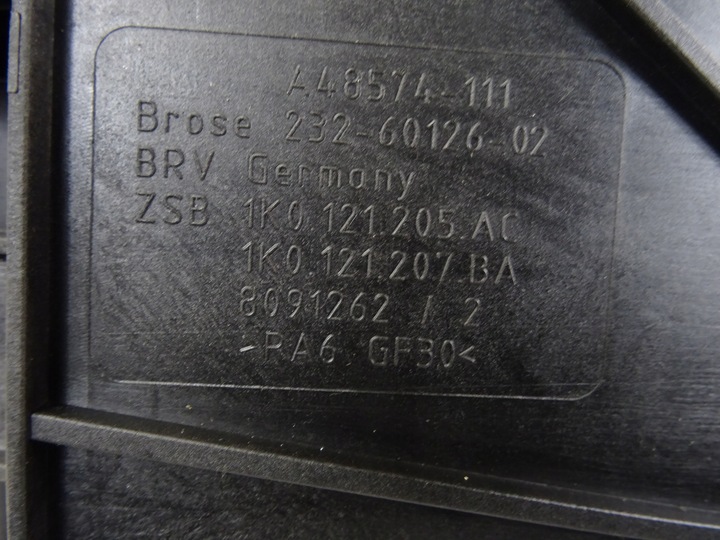 A48574-111
Brose 232-60126-02
BRV Germany
ZSB 1K0.121.205.AC
1K0.121.207.BA
8091262 / 2
>PA6 GF30<